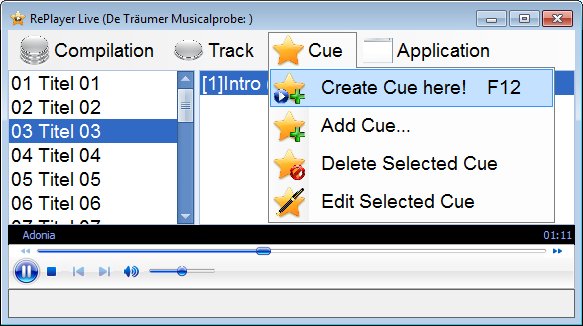 RePlayer Live (De Träumer Musicalprobe: )
Compilation Track Cue Application
01 Titel 01
02 Titel 02
03 Titel 03
04 Titel 04
05 Titel 05
06 Titel 06
[1]Intro
Create Cue here! F12
Add Cue...
Delete Selected Cue
Edit Selected Cue
Adonia 01:11